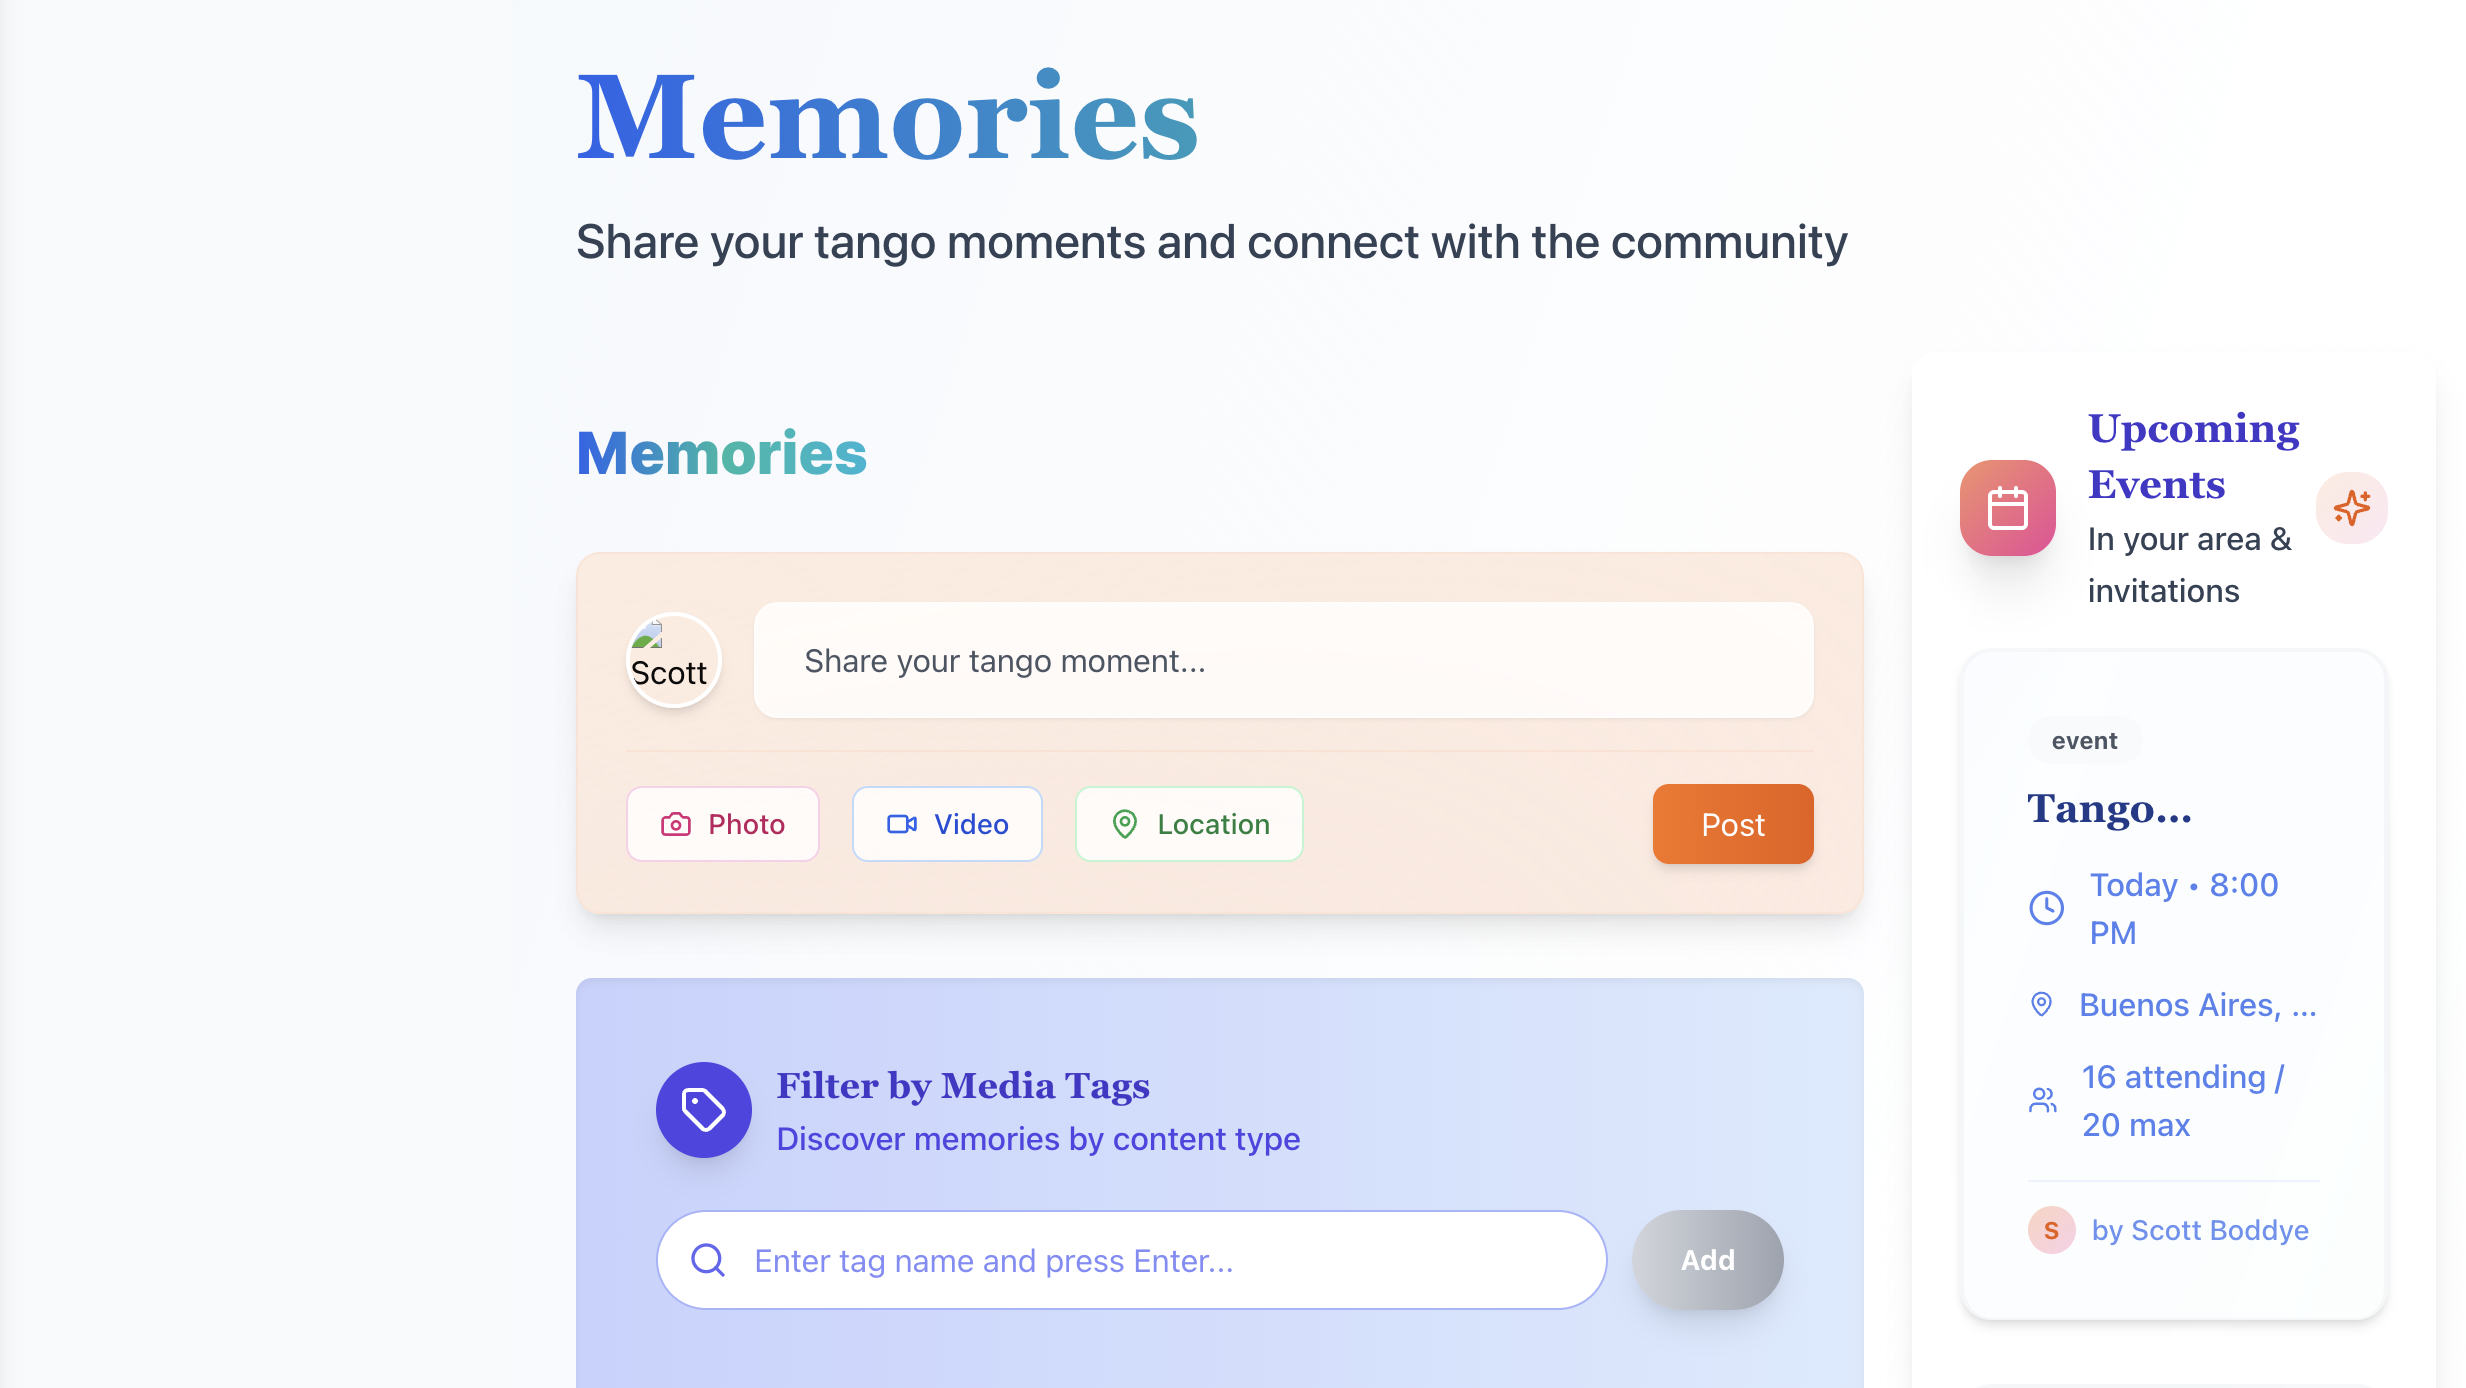 Memories
Share your tango moments and connect with the community
Memories
Scott
Share your tango moment...
Photo
Video
Location
Post
Filter by Media Tags
Discover memories by content type
Enter tag name and press Enter...
Add
Upcoming
Events
In your area &
invitations
event
Tango...
Today • 8:00
PM
Buenos Aires, ...
16 attending /
20 max
S
by Scott Boddye